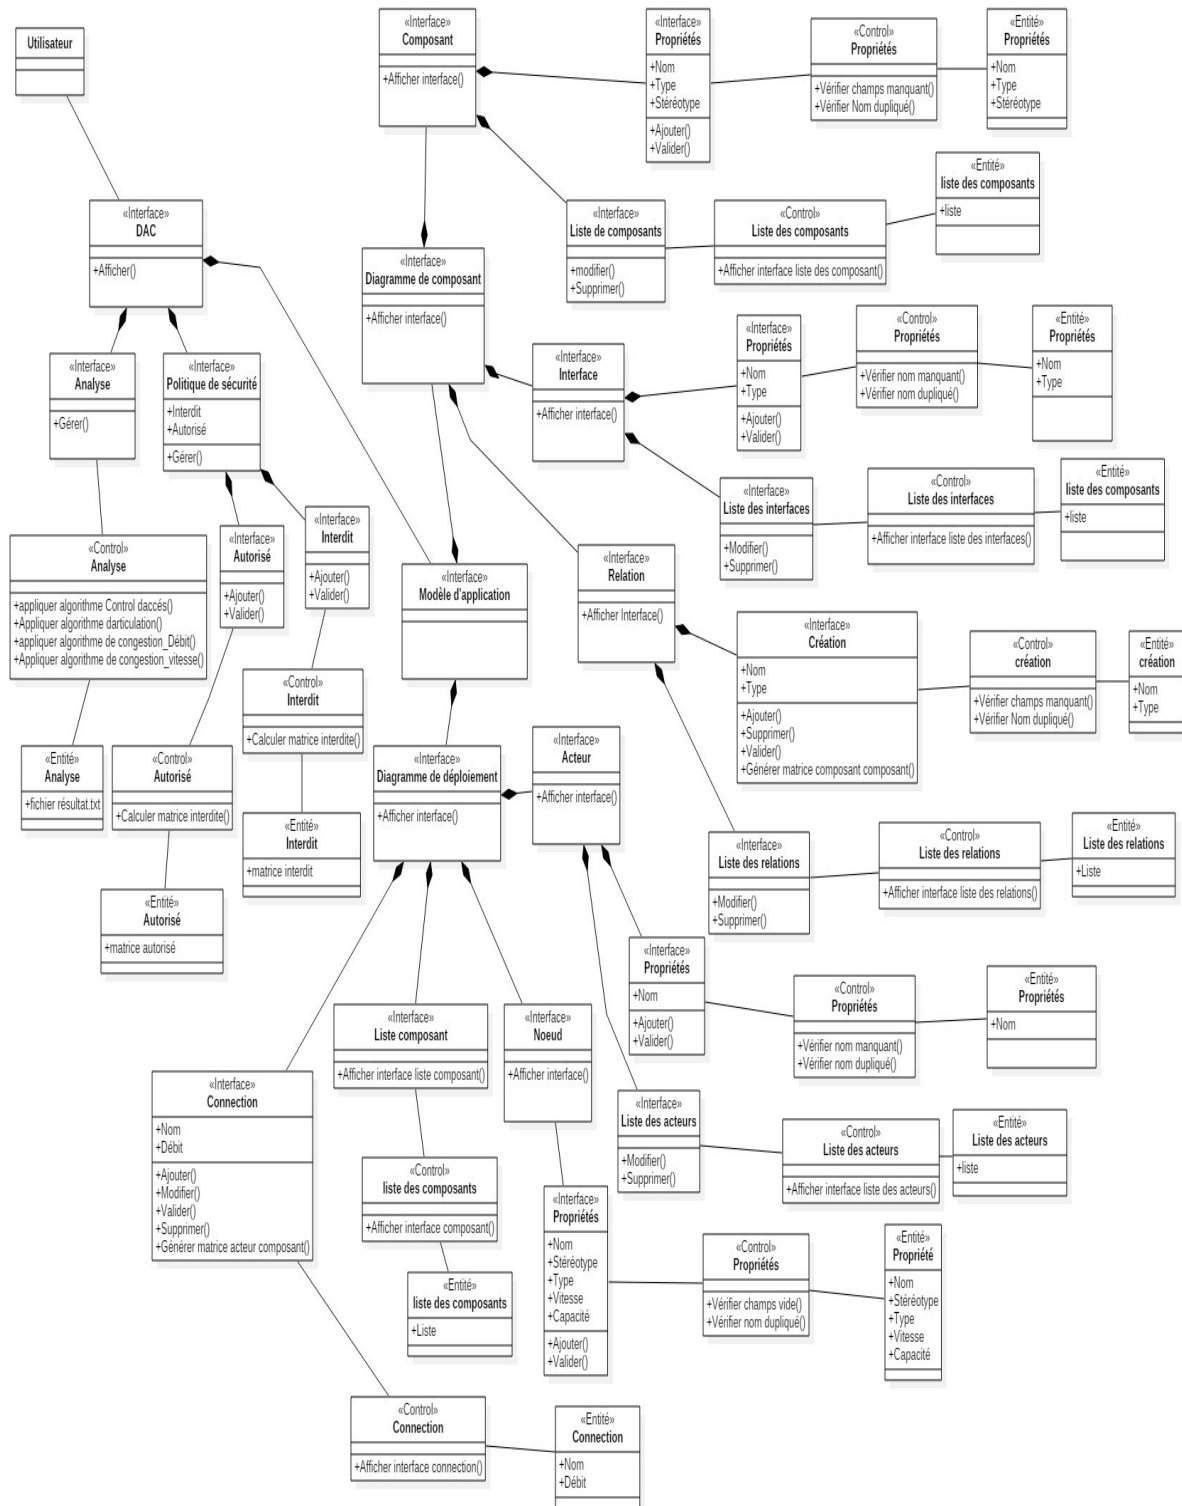 Utilisateur
«Interface»
Composant
+Afficher interface()
«Interface»
Propriétés
+Nom
+Type
+Stéréotype
+Ajouter()
+Valider()
«Control»
Propriétés
+Vérifier champs manquant()
+Vérifier Nom dupliqué()
«Entité»
Propriétés
+Nom
+Type
+Stéréotype
«Interface»
DAC
+Afficher()
«Interface»
Liste de composants
+modifier()
+Supprimer()
«Control»
Liste des composants
+Afficher interface liste des composant()
«Entité»
liste des composants
+liste
«Interface»
Diagramme de composant
+Afficher interface()
«Interface»
Analyse
+Gérer()
«Interface»
Politique de sécurité
+Interdit
+Autorisé
+Gérer()
«Interface»
Interface
+Afficher interface()
«Interface»
Propriétés
+Nom
+Type
+Ajouter()
+Valider()
«Control»
Propriétés
+Vérifier nom manquant()
+Vérifier nom dupliqué()
«Entité»
Propriétés
+Nom
+Type
«Interface»
Liste des interfaces
+Modifier()
+Supprimer()
«Control»
Liste des interfaces
+Afficher interface liste des interfaces()
«Entité»
liste des composants
+liste
«Control»
Analyse
+appliquer algorithme Control daccés()
+Appliquer algorithme darticulation()
+appliquer algorithme de congestion_Débit()
+Appliquer algorithme de congestion_vitesse()
«Interface»
Autorisé
+Ajouter()
+Valider()
«Interface»
Interdit
+Ajouter()
+Valider()
«Interface»
Modèle d'application
«Interface»
Relation
+Afficher Interface()
«Interface»
Création
+Nom
+Type
+Ajouter()
+Supprimer()
+Valider()
+Générer matrice composant composant()
«Control»
création
+Vérifier champs manquant()
+Vérifier Nom dupliqué()
«Entité»
création
+Nom
+Type
«Control»
Interdit
+Calculer matrice interdite()
«Entité»
Analyse
+fichier résultat.txt
«Control»
Autorisé
+Calculer matrice interdite()
«Entité»
Interdit
+matrice interdit
«Interface»
Diagramme de déploiement
+Afficher interface()
«Interface»
Acteur
+Afficher interface()
«Interface»
Liste des relations
+Modifier()
+Supprimer()
«Control»
Liste des relations
+Afficher interface liste des relations()
«Entité»
Liste des relations
+Liste
«Entité»
Autorisé
+matrice autorisé
«Interface»
Propriétés
+Nom
+Ajouter()
+Valider()
«Control»
Propriétés
+Vérifier nom manquant()
+Vérifier nom dupliqué()
«Entité»
Propriétés
+Nom
«Interface»
Liste composant
+Afficher interface liste composant()
«Interface»
Noeud
+Afficher interface()
«Interface»
Connection
+Nom
+Débit
+Ajouter()
+Modifier()
+Valider()
+Supprimer()
+Générer matrice acteur composant()
«Interface»
Liste des acteurs
+Modifier()
+Supprimer()
«Control»
Liste des acteurs
+Afficher interface liste des acteurs()
«Entité»
Liste des acteurs
+liste
«Control»
liste des composants
+Afficher interface composant()
«Entité»
liste des composants
+Liste
«Interface»
Propriétés
+Nom
+Stéréotype
+Type
+Vitesse
+Capacité
+Ajouter()
+Valider()
«Control»
Propriétés
+Vérifier champs vide()
+Vérifier nom dupliqué()
«Entité»
Propriété
+Nom
+Stéréotype
+Type
+Vitesse
+Capacité
«Control»
Connection
+Afficher interface connection()
«Entité»
Connection
+Nom
+Débit